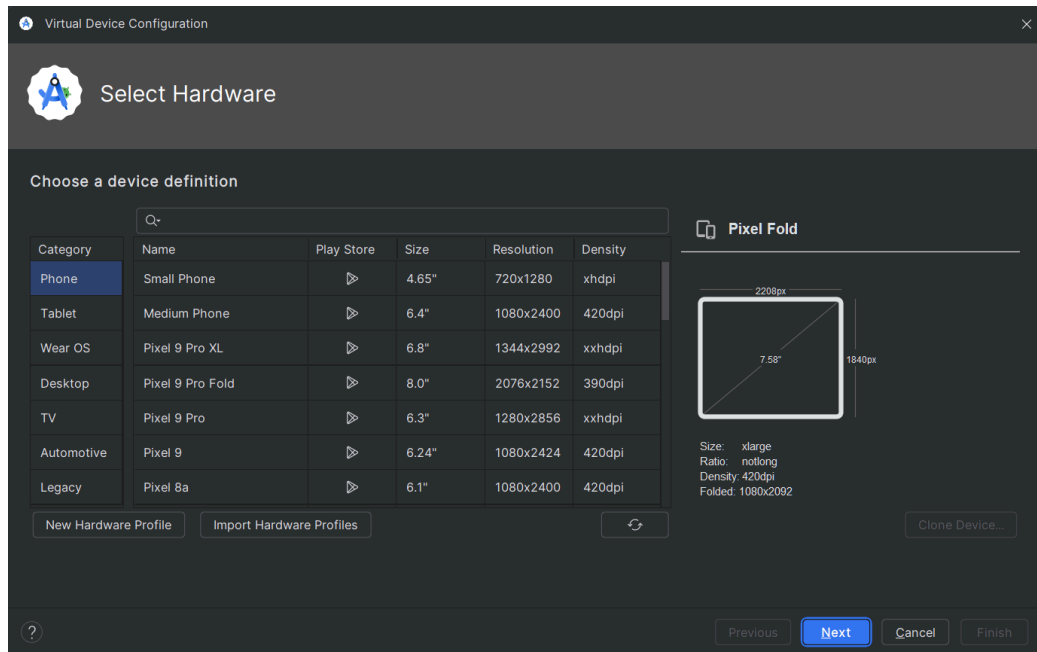 Virtual Device Configuration
Select Hardware
Choose a device definition
Category
Phone
Tablet
Wear OS
Desktop
TV
Automotive
Legacy
Name Play Store Size Resolution Density
Small Phone 4.65" 720x1280 xhdpi
Medium Phone 6.4" 1080x2400 420dpi
Pixel 9 Pro XL 6.8" 1344x2992 xxhdpi
Pixel 9 Pro Fold 8.0" 2076x2152 390dpi
Pixel 9 Pro 6.3" 1280x2856 xxhdpi
Pixel 9 6.24" 1080x2424 420dpi
Pixel 8a 6.1" 1080x2400 420dpi
New Hardware Profile Import Hardware Profiles
Pixel Fold
2208px
7.58"
1840px
Size: xlarge
Ratio: notlong
Density: 420dpi
Folded: 1080x2092
Clone Device...
? Previous Next Cancel Finish